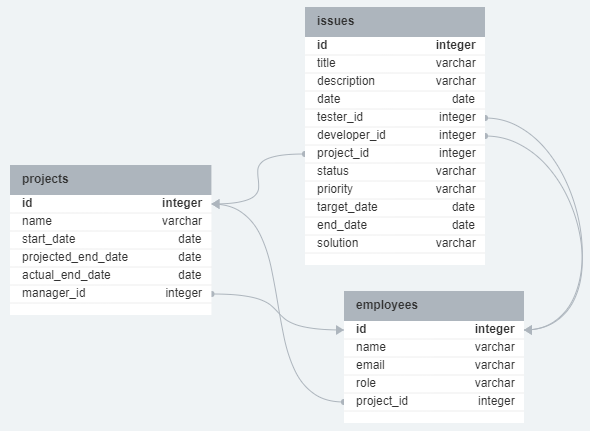 issues
id integer
title varchar
description varchar
date date
tester_id integer
developer_id integer
project_id integer
status varchar
priority varchar
target_date date
end_date date
solution varchar
projects
id integer
name varchar
start_date date
projected_end_date date
actual_end_date date
manager_id integer
employees
id integer
name varchar
email varchar
role varchar
project_id integer